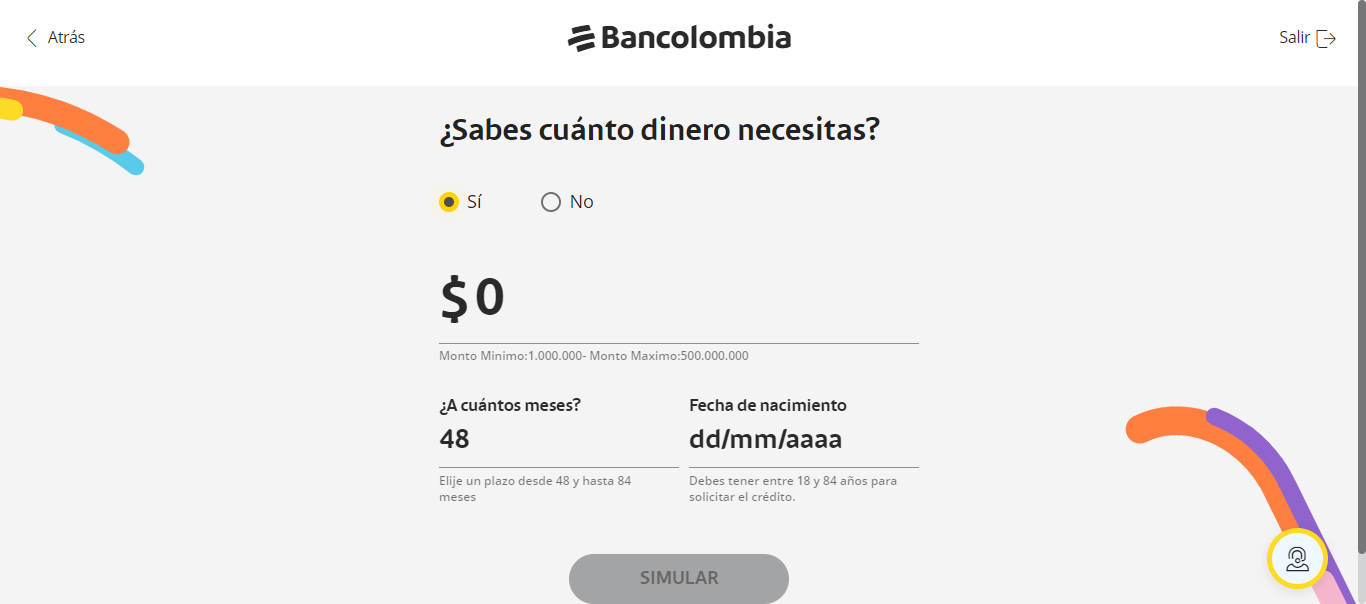 Atrás
Bancolombia
Salir
¿Sabes cuánto dinero necesitas?
Sí
No
$ 0
Monto Minimo:1.000.000- Monto Maximo:500.000.000
¿A cuántos meses?
48
Elije un plazo desde 48 y hasta 84
meses
Fecha de nacimiento
dd/mm/aaaa
Debes tener entre 18 y 84 años para
solicitar el crédito.
SIMULAR